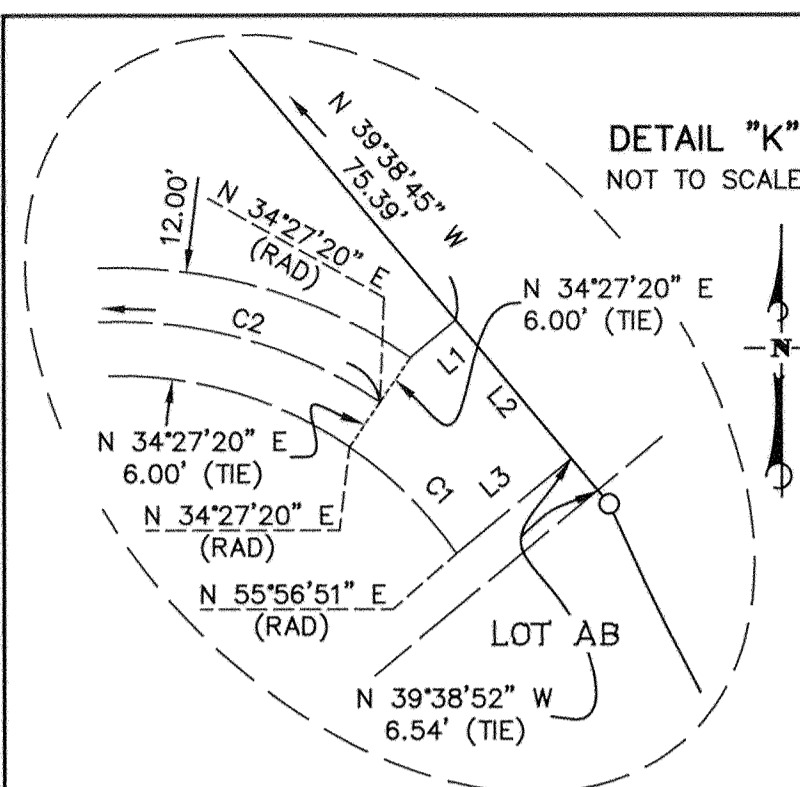 DETAIL "K"
NOT TO SCALE
N 39°38'45" W
75.39'
12.00'
N 34°27'20" E
(RAD)
N 34°27'20" E
6.00' (TIE)
C2
L1
L2
N
N 34°27'20" E
6.00' (TIE)
C1
L3
N 34°27'20" E
(RAD)
N 55°56'51" E
(RAD)
LOT AB
N 39°38'52" W
6.54' (TIE)